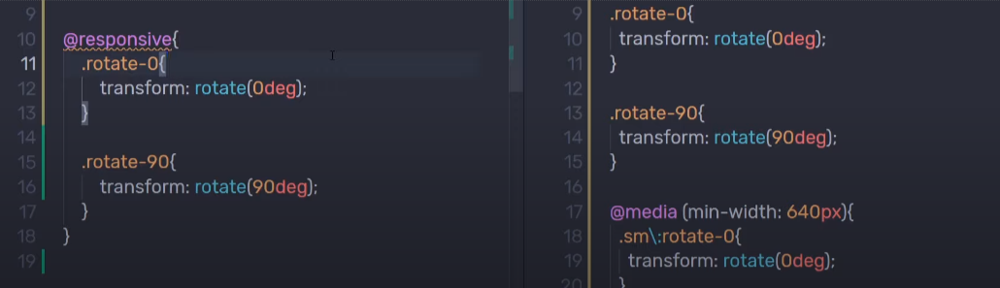 9
10 @responsive{
11 .rotate-0{
12 transform: rotate(0deg);
13 }
14
15 .rotate-90{
16 transform: rotate(90deg);
17 }
18 }
19
9 .rotate-0{
10 transform: rotate(0deg);
11 }
12
13 .rotate-90{
14 transform: rotate(90deg);
15 }
16
17 @media (min-width: 640px){
18 .sm\:rotate-0{
19 transform: rotate(0deg);
20 }